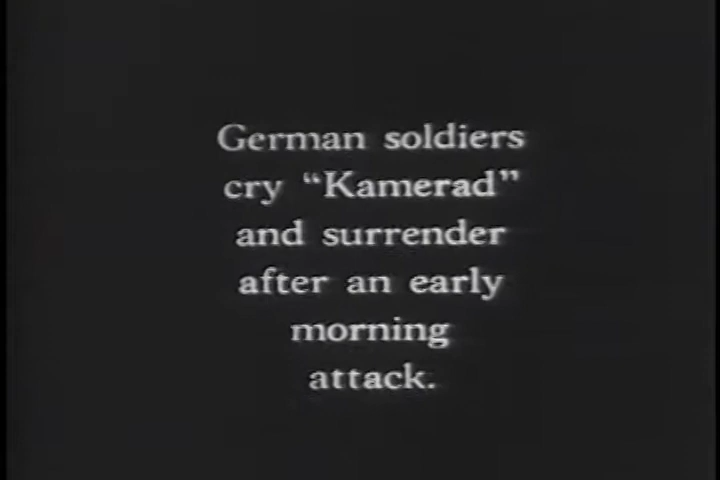 German soldiers
cry “Kamerad”
and surrender
after an early
morning
attack.